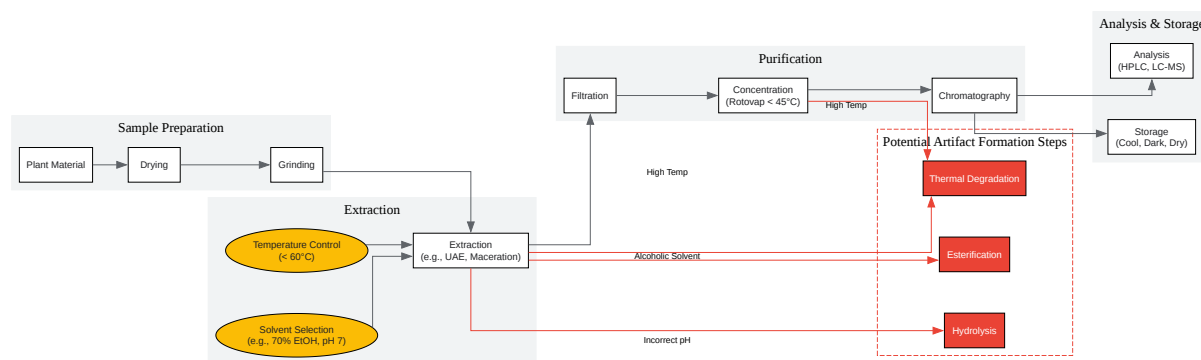 Analysis & Storage
Analysis
(HPLC, LC-MS)
Storage
(Cool, Dark, Dry)
Purification
Filtration
Concentration
(Rotovap < 45°C)
High Temp
Chromatography
Sample Preparation
Plant Material
Drying
Grinding
Potential Artifact Formation Steps
Thermal Degradation
High Temp
Extraction
Temperature Control
(< 60°C)
Extraction
(e.g., UAE, Maceration)
Alcoholic Solvent
Esterification
Solvent Selection
(e.g., 70% EtOH, pH 7)
Incorrect pH
Hydrolysis